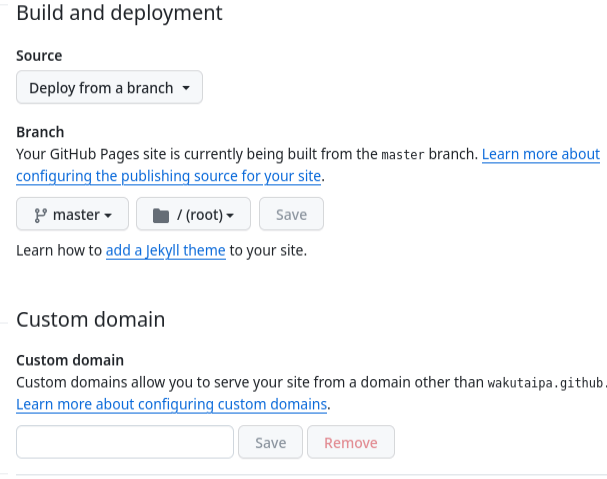 Build and deployment
Source
Deploy from a branch
Branch
Your GitHub Pages site is currently being built from the master branch. Learn more about
configuring the publishing source for your site.
master / (root) Save
Learn how to add a Jekyll theme to your site.
Custom domain
Custom domain
Custom domains allow you to serve your site from a domain other than wakutaipa.github.
Learn more about configuring custom domains.
Save Remove